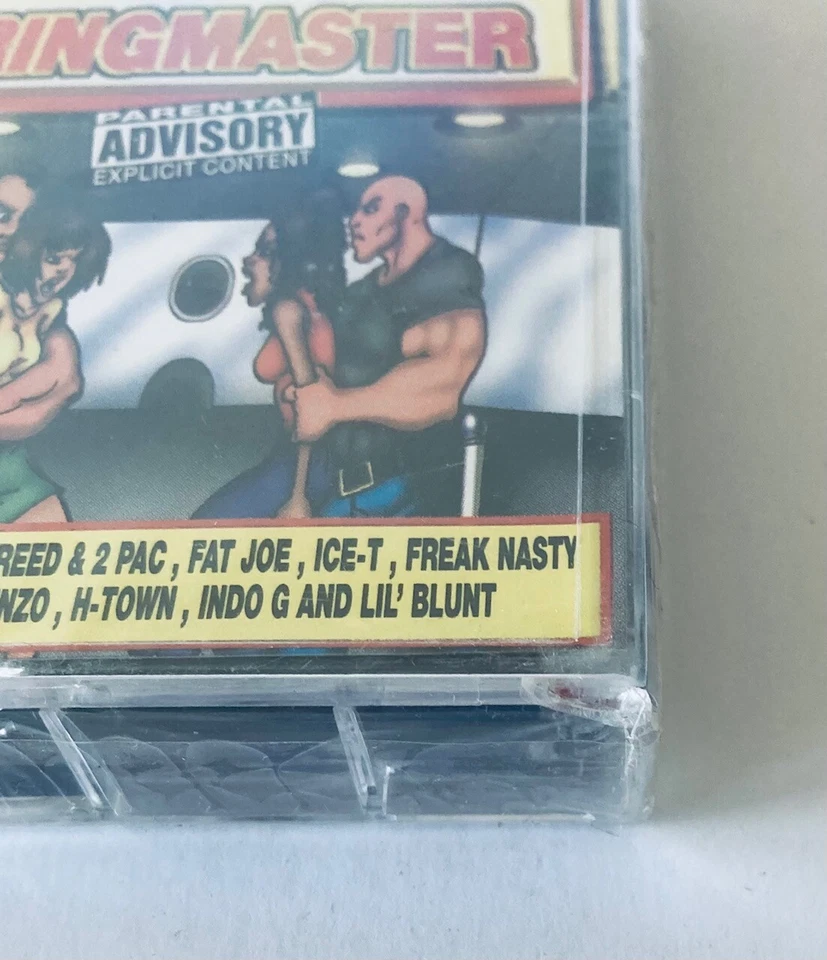 RINGMASTER
PARENTAL
ADVISORY
EXPLICIT CONTENT
REED & 2 PAC, FAT JOE, ICE-T, FREAK NASTY
NZO, H-TOWN, INDO G AND LIL' BLUNT